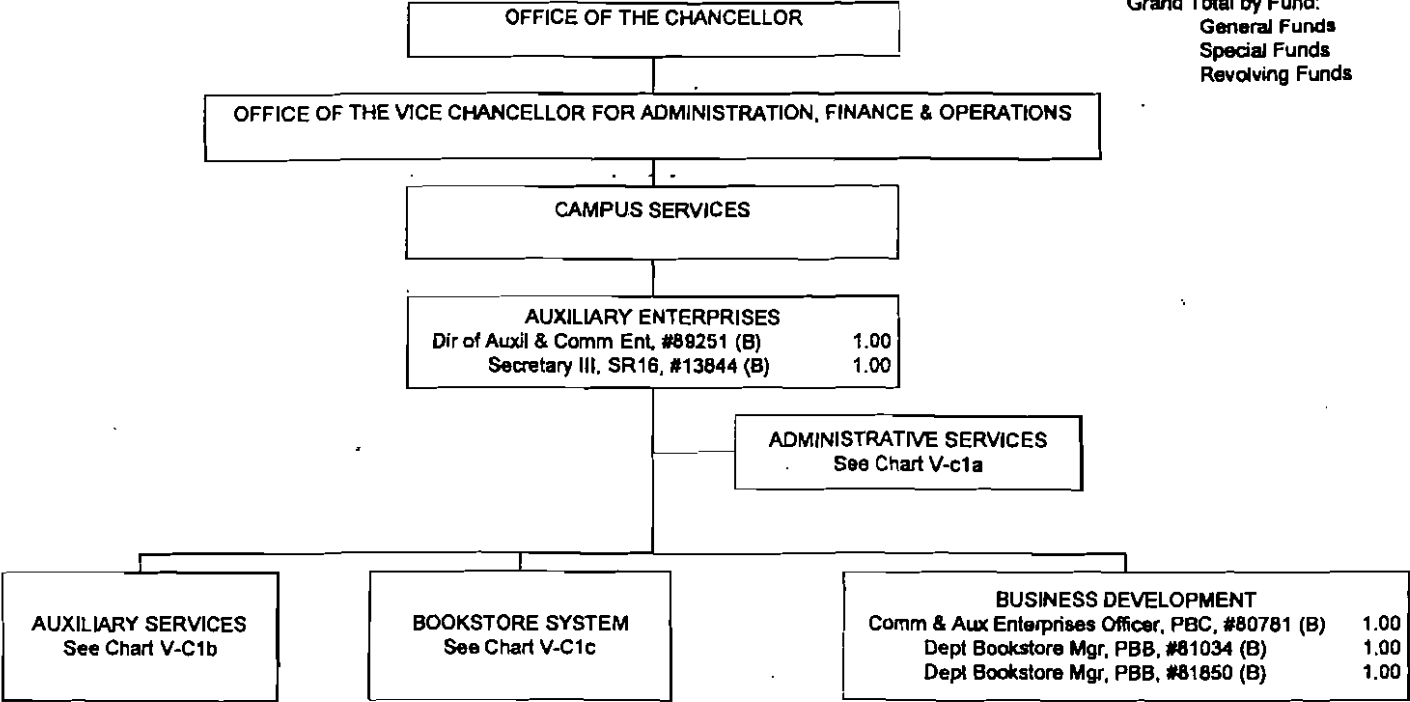 OFFICE OF THE CHANCELLOR
Grand Total by Fund:
General Funds
Special Funds
Revolving Funds
OFFICE OF THE VICE CHANCELLOR FOR ADMINISTRATION, FINANCE & OPERATIONS
CAMPUS SERVICES
AUXILIARY ENTERPRISES
Dir of Auxil & Comm Ent, #89251 (B) 1.00
Secretary III, SR16, #13844 (B) 1.00
ADMINISTRATIVE SERVICES
See Chart V-c1a
AUXILIARY SERVICES
See Chart V-C1b
BOOKSTORE SYSTEM
See Chart V-C1c
BUSINESS DEVELOPMENT
Comm & Aux Enterprises Officer, PBC, #80781 (B) 1.00
Dept Bookstore Mgr, PBB, #81034 (B) 1.00
Dept Bookstore Mgr, PBB, #81850 (B) 1.00